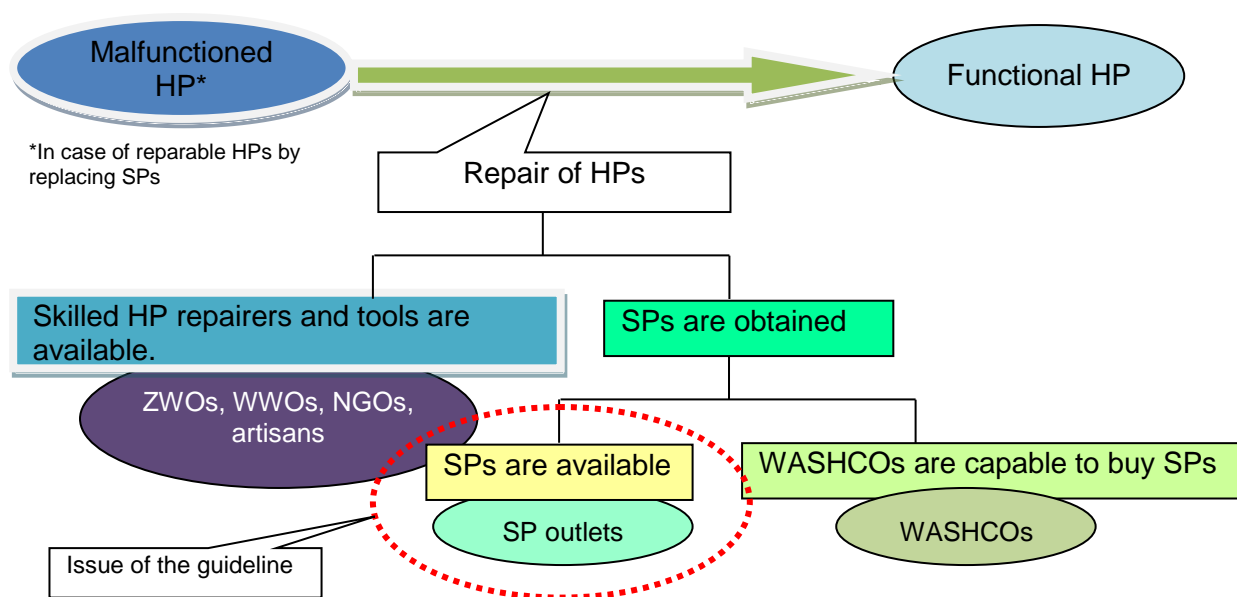 Malfunctioned
HP*
Functional HP
*In case of reparable HPs by
replacing SPs
Repair of HPs
Skilled HP repairers and tools are
available.
SPs are obtained
ZWOs, WWOs, NGOs,
artisans
SPs are available
WASHCOs are capable to buy SPs
SP outlets
WASHCOs
Issue of the guideline